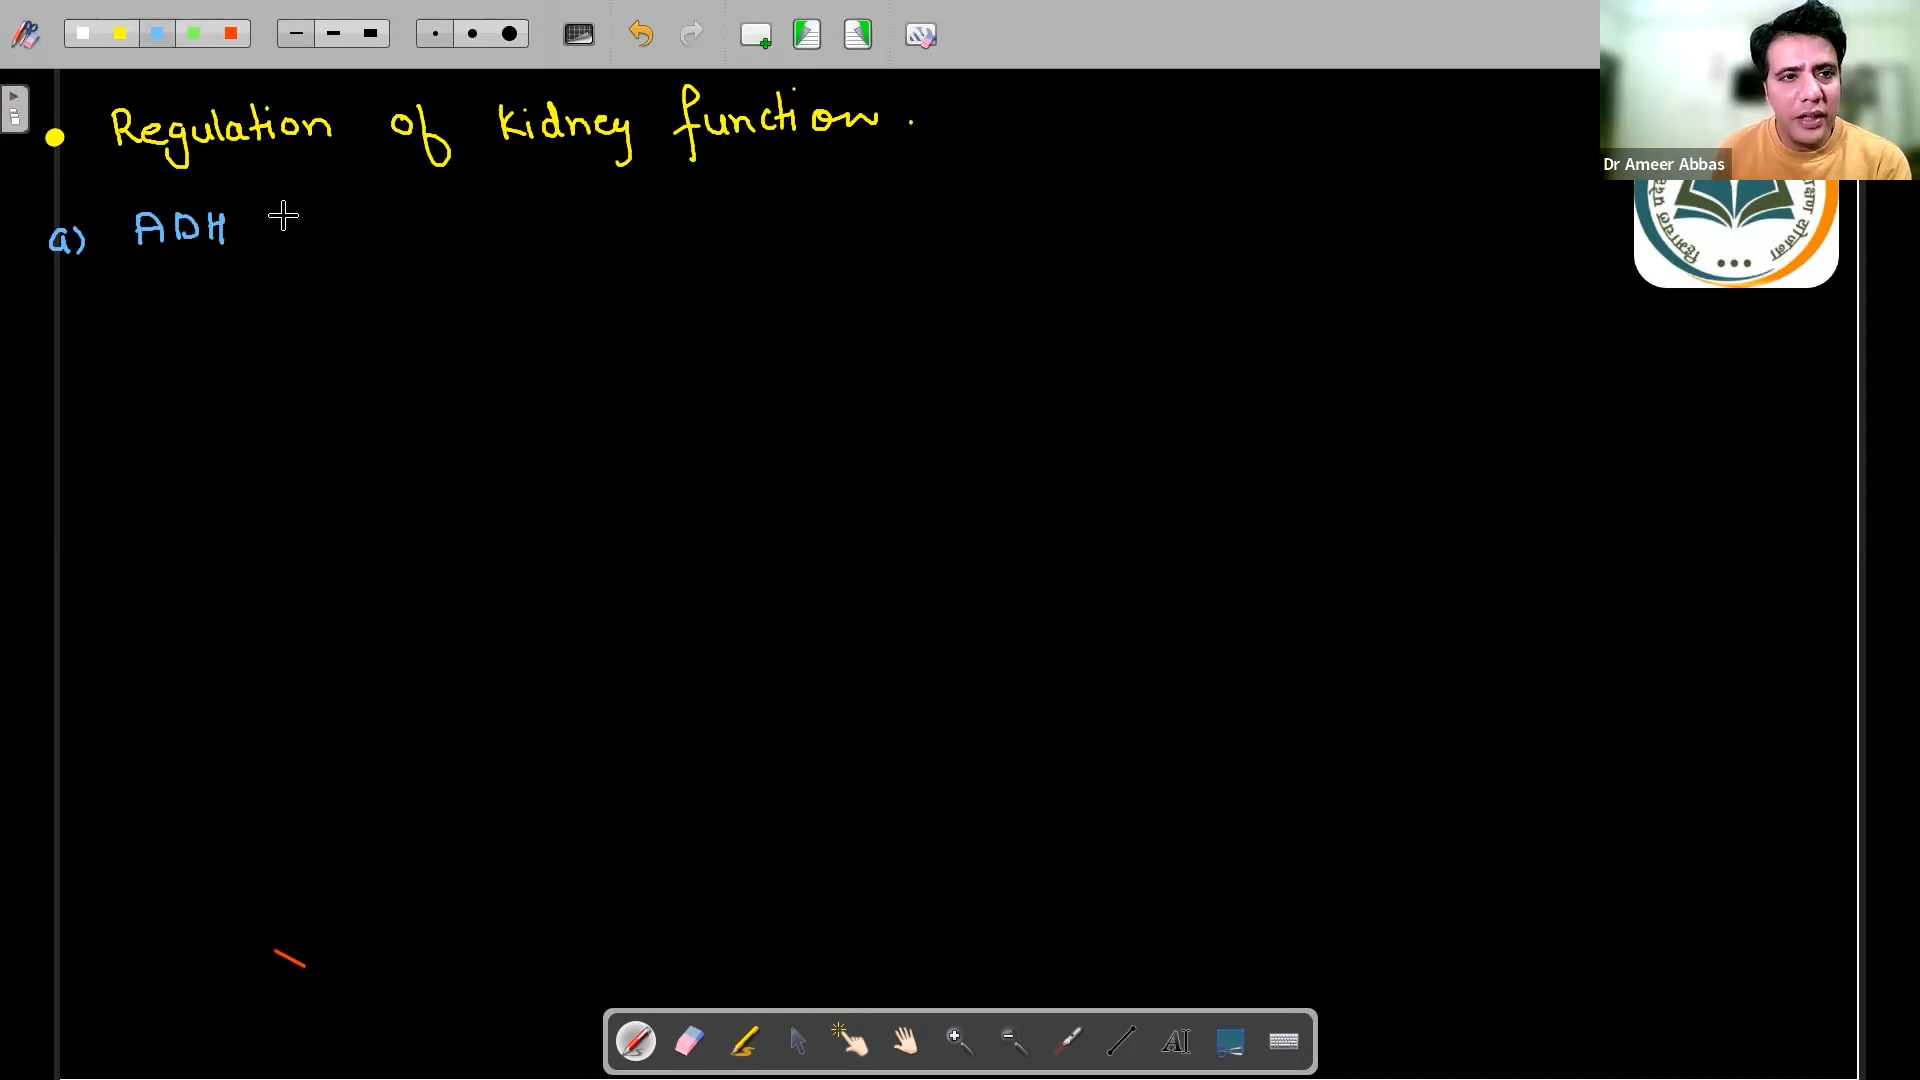 • Regulation of kidney function.
Dr Ameer Abbas
a) ADH